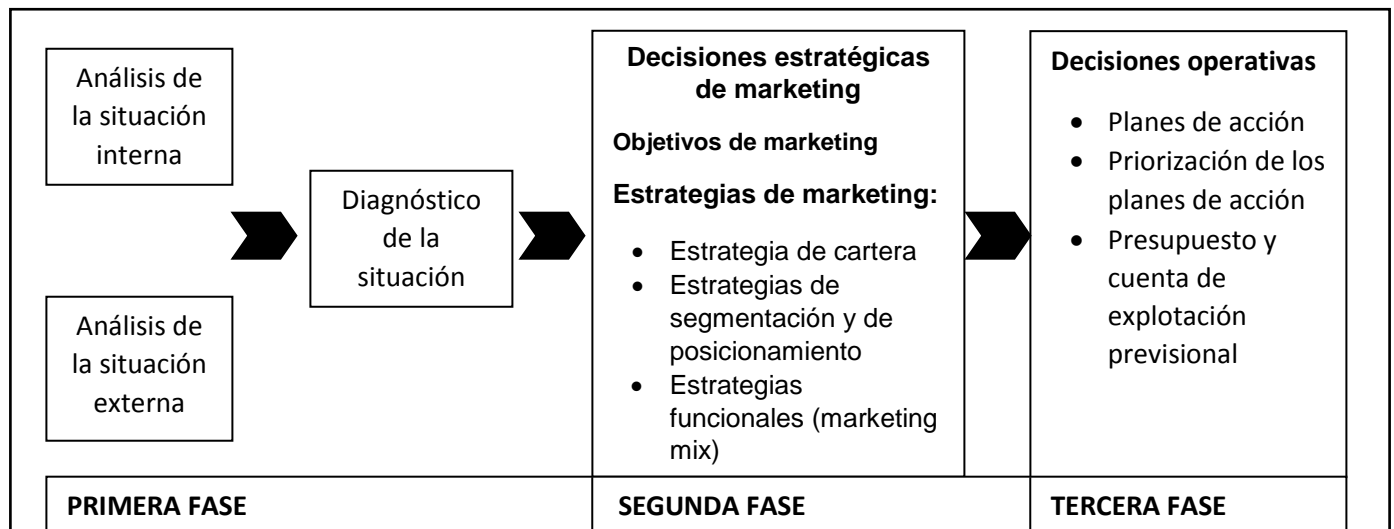 Análisis de
la situación
interna
Análisis de
la situación
externa
Diagnóstico
de la
situación
Decisiones estratégicas
de marketing
Objetivos de marketing
Estrategias de marketing:
• Estrategia de cartera
• Estrategias de
segmentación y de
posicionamiento
• Estrategias
funcionales (marketing
mix)
Decisiones operativas
• Planes de acción
• Priorización de los
planes de acción
• Presupuesto y
cuenta de
explotación
previsional
PRIMERA FASE
SEGUNDA FASE
TERCERA FASE